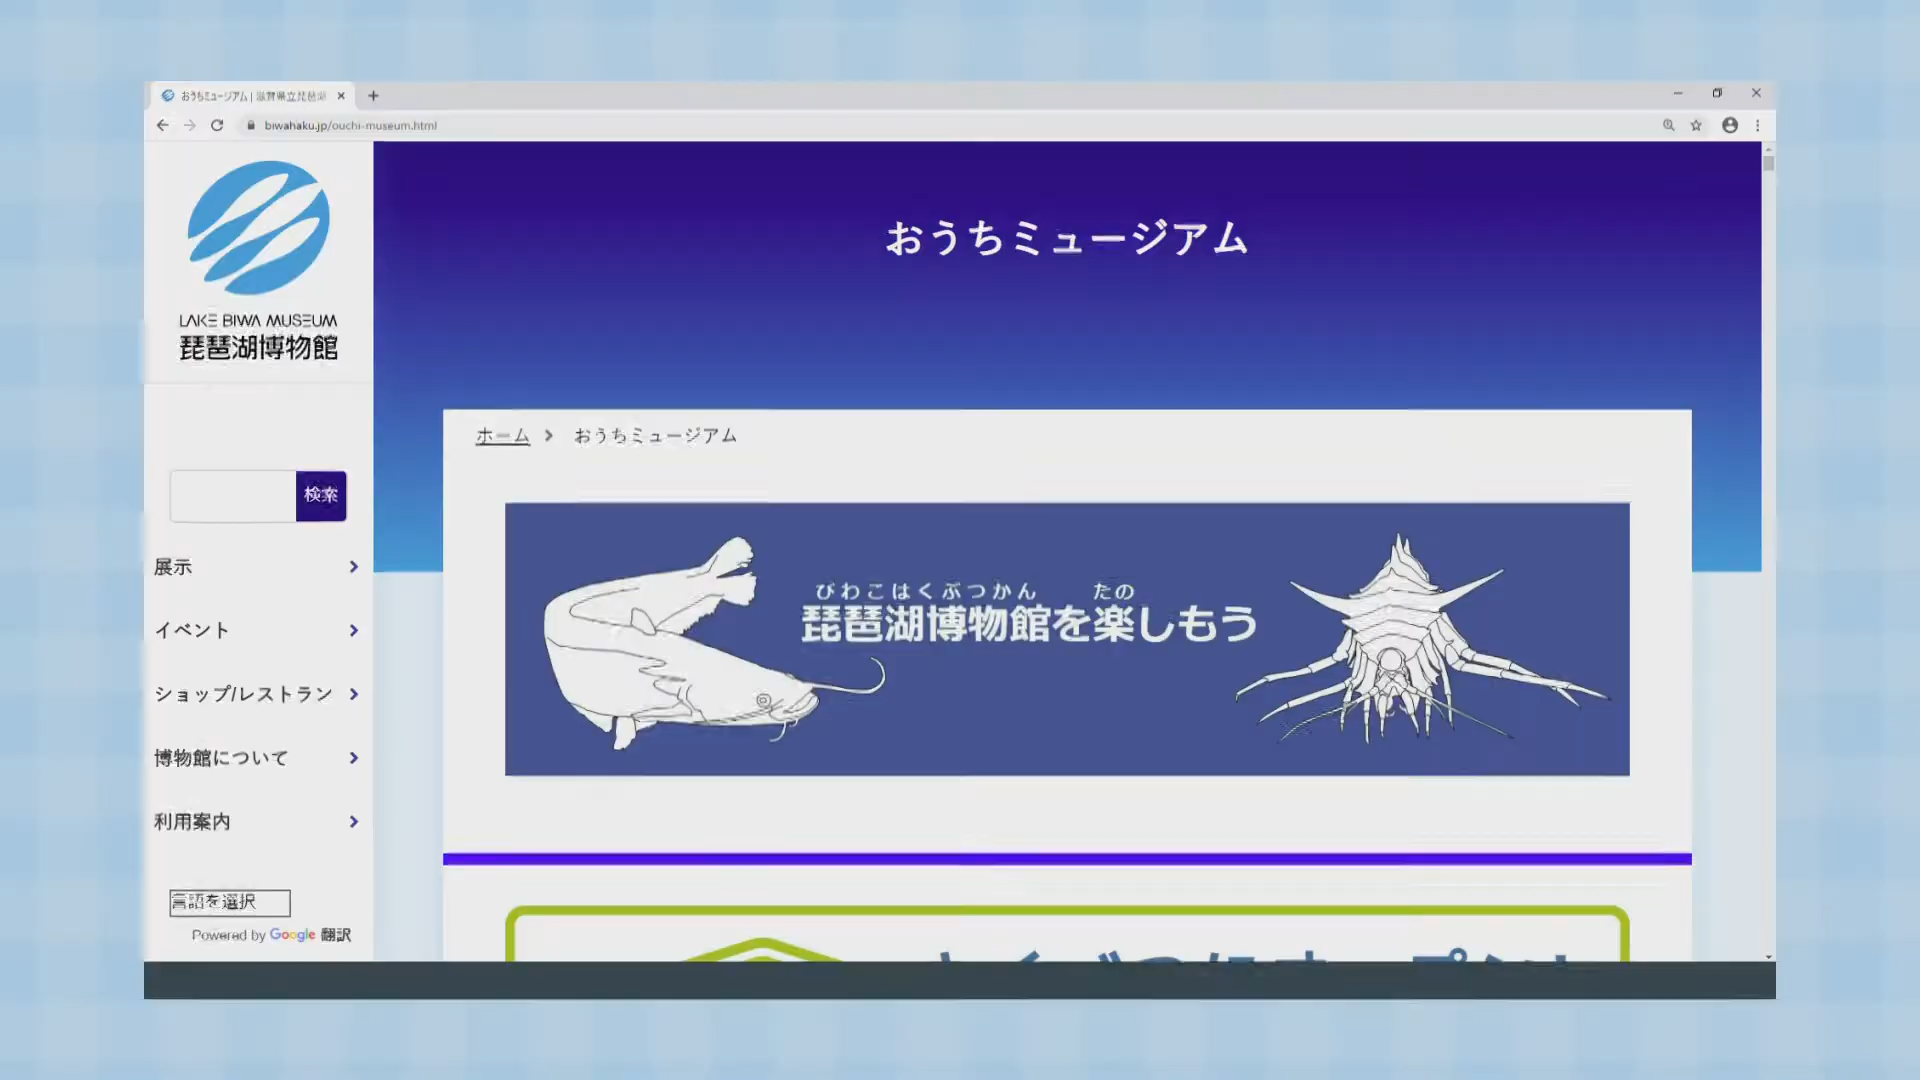 おうちミュージアム | 滋賀県立琵琶湖
biwahaku.jp/ouchi-museum.html
LAKE BIWA MUSEUM
琵琶湖博物館
検索
展示
イベント
ショップ/レストラン
博物館について
利用案内
言語を選択
Powered by Google 翻訳
おうちミュージアム
ホーム > おうちミュージアム
びわこはくぶつかん たの
琵琶湖博物館を楽しもう